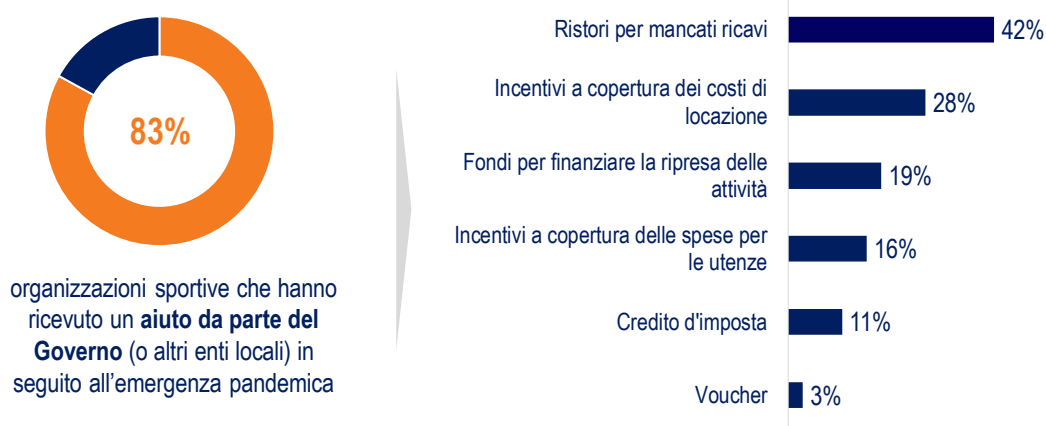 83%
organizzazioni sportive che hanno
ricevuto un aiuto da parte del
Governo (o altri enti locali) in
seguito all'emergenza pandemica
Ristori per mancati ricavi 42%
Incentivi a copertura dei costi di
locazione 28%
Fondi per finanziare la ripresa delle
attività 19%
Incentivi a copertura delle spese per
le utenze 16%
Credito d'imposta 11%
Voucher 3%